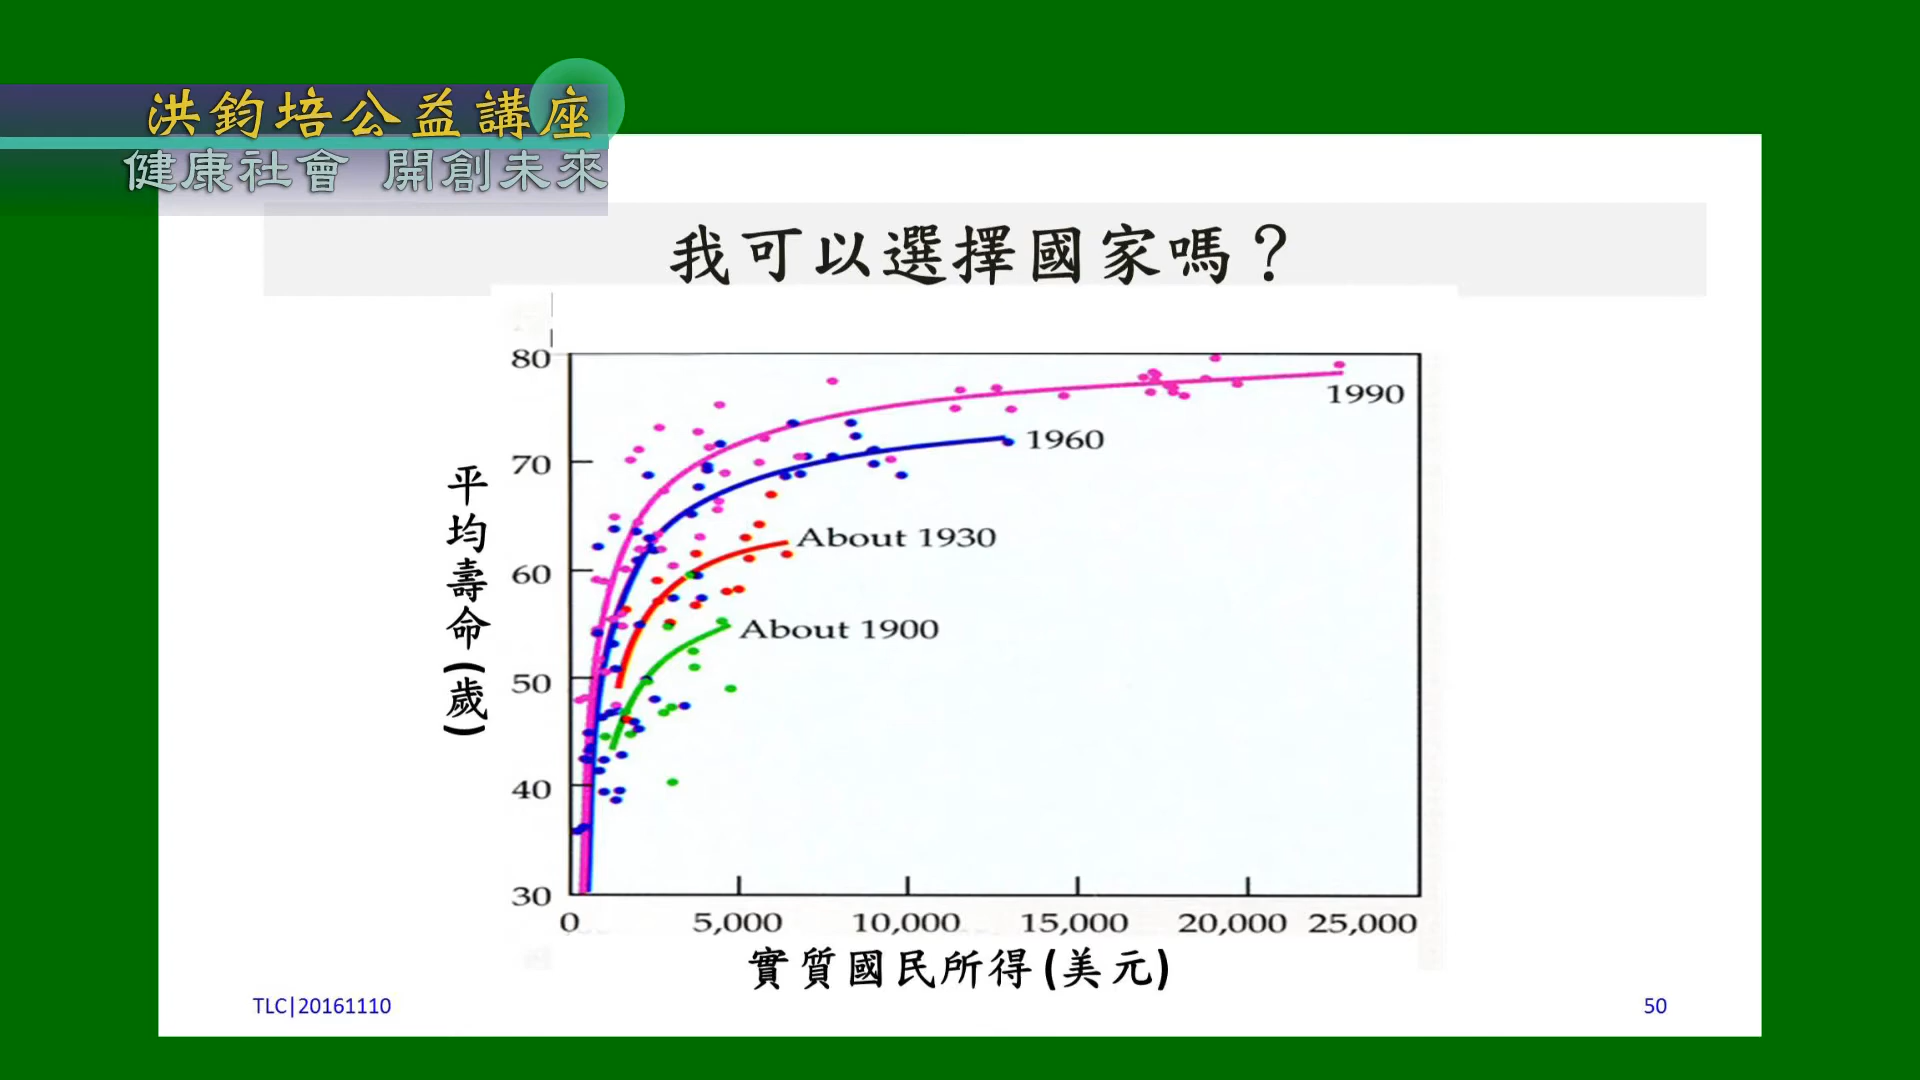 洪鈞培公益講座
健康社會 開創未來
我可以選擇國家嗎？
80
70
60
50
40
30
平均壽命(歲)
1990
1960
About 1930
About 1900
0 5,000 10,000 15,000 20,000 25,000
實質國民所得(美元)
TLC|20161110
50